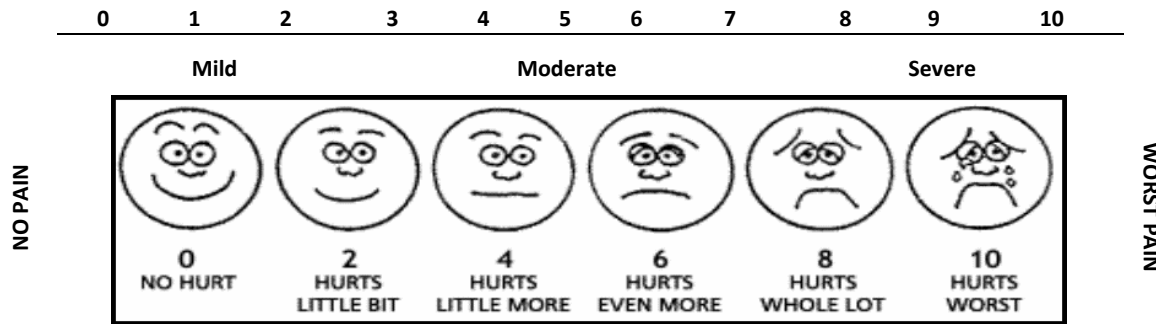 0 1 2 3 4 5 6 7 8 9 10
Mild Moderate Severe
NO PAIN
WORST PAIN
0 2 4 6 8 10
NO HURT HURTS HURTS HURTS HURTS HURTS
LITTLE BIT LITTLE MORE EVEN MORE WHOLE LOT WORST